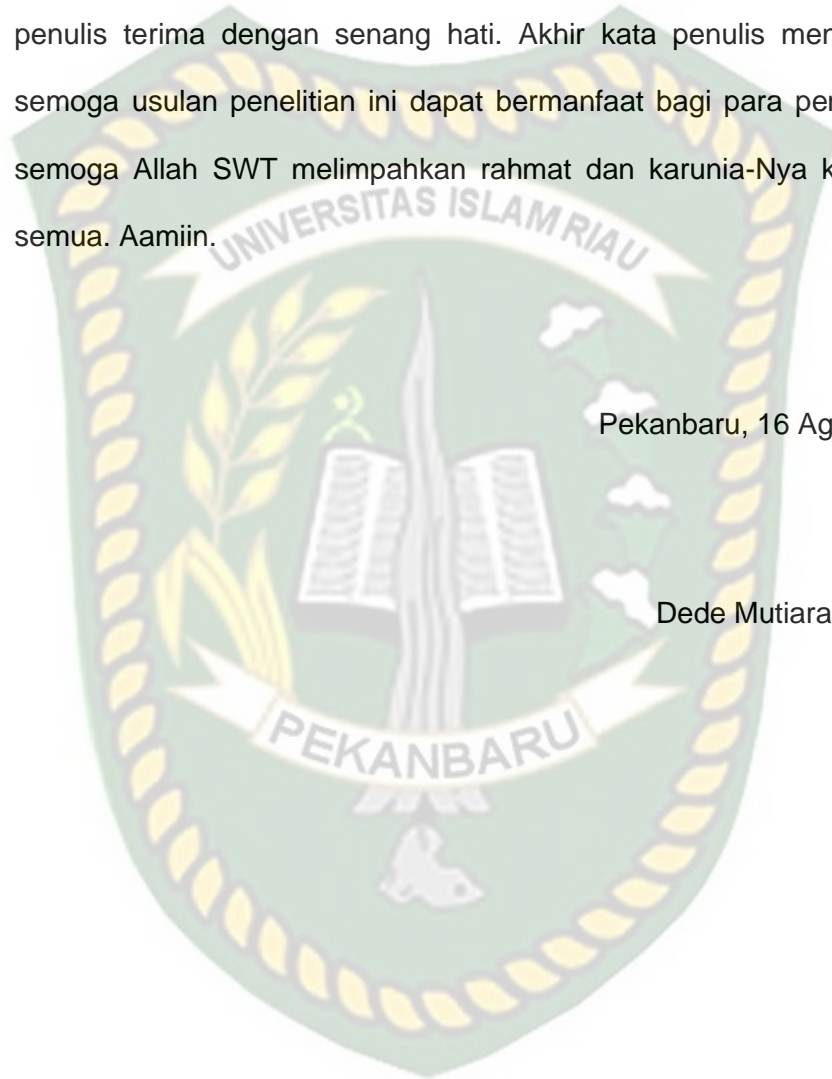 penulis terima dengan senang hati. Akhir kata penulis men
semoga usulan penelitian ini dapat bermanfaat bagi para pe
semoga Allah SWT melimpahkan rahmat dan karunia-Nya k
semua. Aamiin.
UNIVERSITAS ISLAM RIAU
Pekanbaru, 16 Ag
Dede Mutiara
PEKANBARU